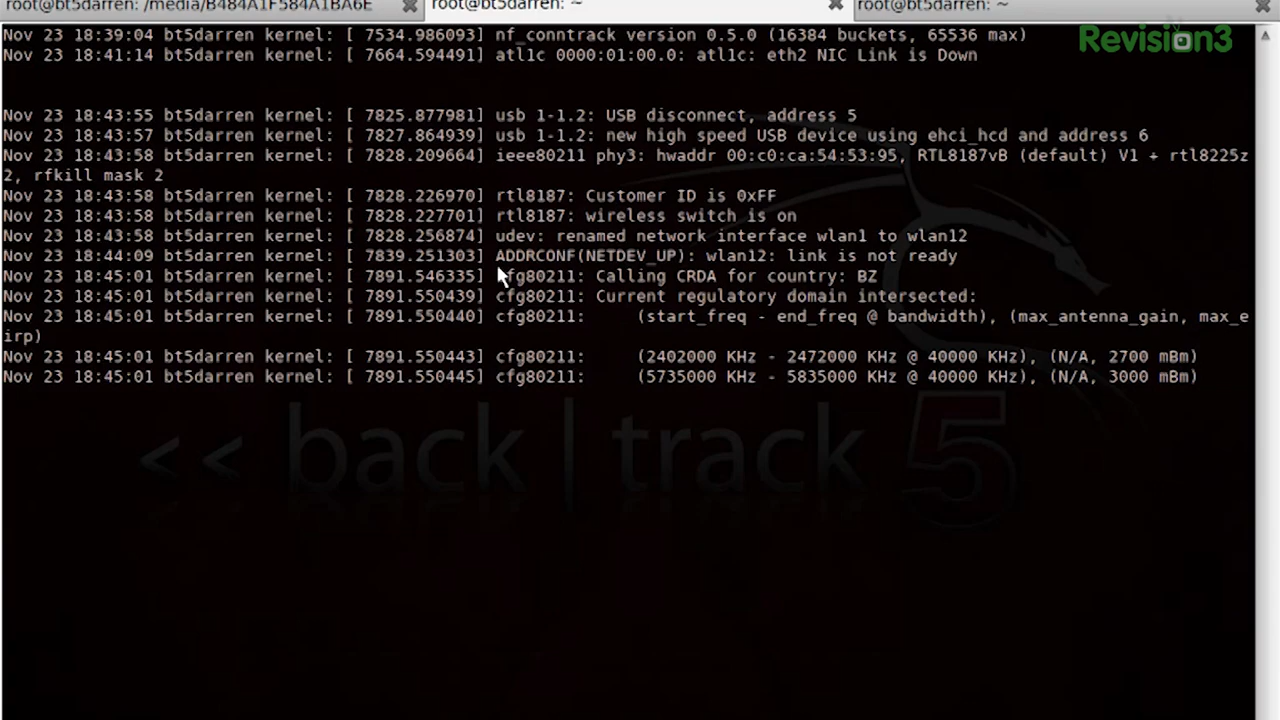 root@bt5darren: /media/B484A1F584A1BA6E
root@bt5darren: ~
root@bt5darren: ~
Revision3
Nov 23 18:39:04 bt5darren kernel: [ 7534.986093] nf_conntrack version 0.5.0 (16384 buckets, 65536 max)
Nov 23 18:41:14 bt5darren kernel: [ 7664.594491] atl1c 0000:01:00.0: atl1c: eth2 NIC Link is Down
Nov 23 18:43:55 bt5darren kernel: [ 7825.877981] usb 1-1.2: USB disconnect, address 5
Nov 23 18:43:57 bt5darren kernel: [ 7827.864939] usb 1-1.2: new high speed USB device using ehci_hcd and address 6
Nov 23 18:43:58 bt5darren kernel: [ 7828.209664] ieee80211 phy3: hwaddr 00:c0:ca:54:53:95, RTL8187vB (default) V1 + rtl8225z
2, rfkill mask 2
Nov 23 18:43:58 bt5darren kernel: [ 7828.226970] rtl8187: Customer ID is 0xFF
Nov 23 18:43:58 bt5darren kernel: [ 7828.227701] rtl8187: wireless switch is on
Nov 23 18:43:58 bt5darren kernel: [ 7828.256874] udev: renamed network interface wlan1 to wlan12
Nov 23 18:44:09 bt5darren kernel: [ 7839.251303] ADDRCONF(NETDEV_UP): wlan12: link is not ready
Nov 23 18:45:01 bt5darren kernel: [ 7891.546335] cfg80211: Calling CRDA for country: BZ
Nov 23 18:45:01 bt5darren kernel: [ 7891.550439] cfg80211: Current regulatory domain intersected:
Nov 23 18:45:01 bt5darren kernel: [ 7891.550440] cfg80211:     (start_freq - end_freq @ bandwidth), (max_antenna_gain, max_e
irp)
Nov 23 18:45:01 bt5darren kernel: [ 7891.550443] cfg80211:     (2402000 KHz - 2472000 KHz @ 40000 KHz), (N/A, 2700 mBm)
Nov 23 18:45:01 bt5darren kernel: [ 7891.550445] cfg80211:     (5735000 KHz - 5835000 KHz @ 40000 KHz), (N/A, 3000 mBm)
<< back | track 5